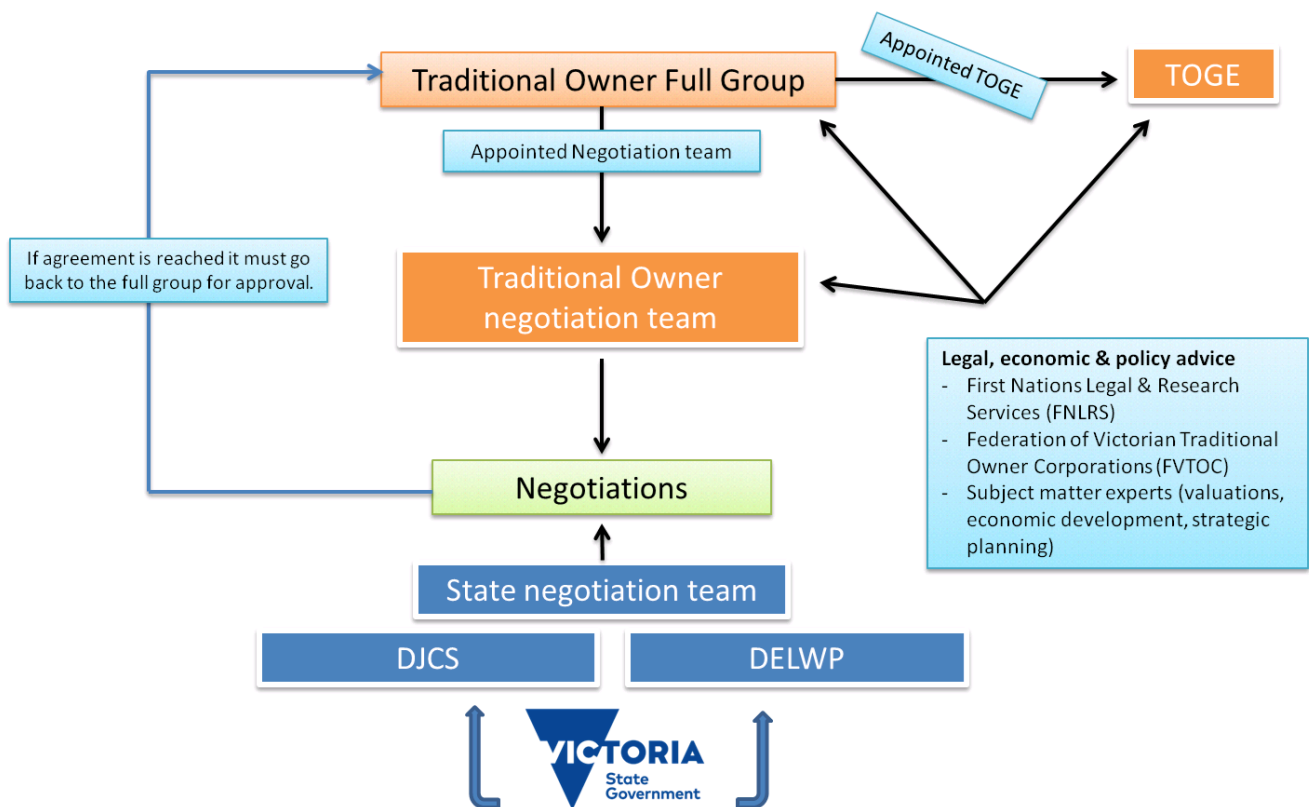 Traditional Owner Full Group
Appointed TOGE
TOGE
Appointed Negotiation team
If agreement is reached it must go
back to the full group for approval.
Traditional Owner
negotiation team
Legal, economic & policy advice
- First Nations Legal & Research
Services (FNLRS)
- Federation of Victorian Traditional
Owner Corporations (FVTOC)
- Subject matter experts (valuations,
economic development, strategic
planning)
Negotiations
State negotiation team
DJCS
DELWP
VICTORIA
State
Government